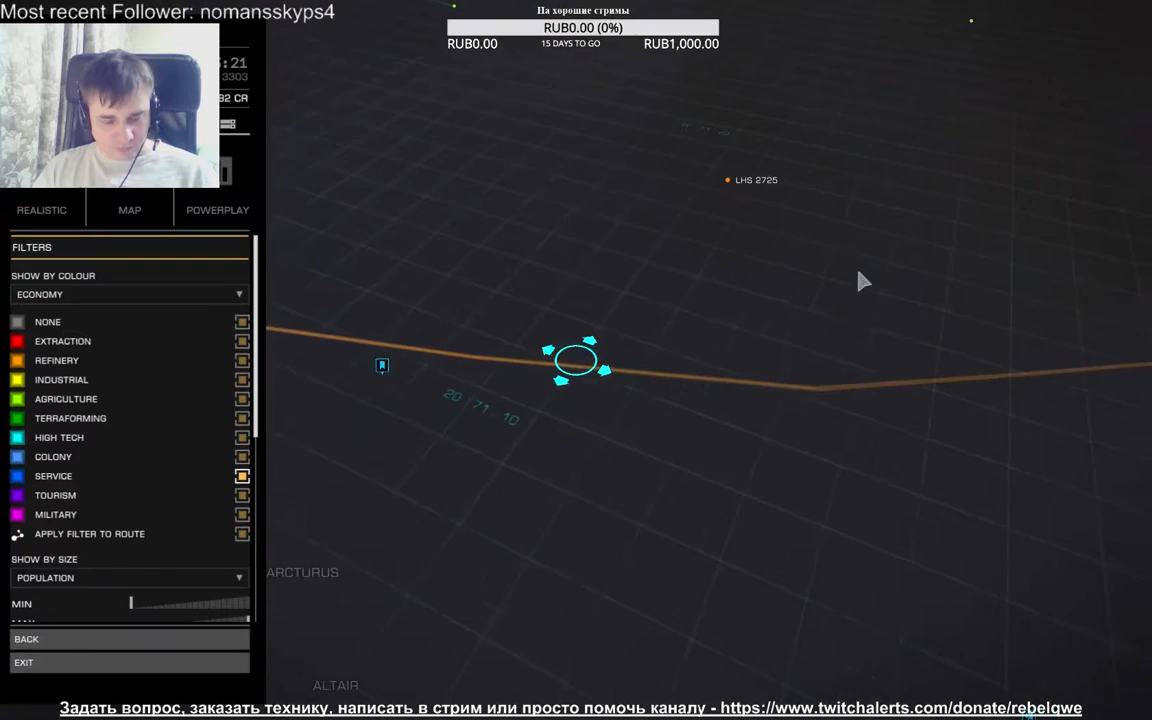 Most recent Follower: nomansskyps4
На хорошие стримы
RUB0.00 (0%)
RUB0.00 15 DAYS TO GO RUB1,000.00
:21
3303
82 CR
LHS 2725
REALISTIC MAP POWERPLAY
FILTERS
SHOW BY COLOUR
ECONOMY
NONE
EXTRACTION
REFINERY
INDUSTRIAL
AGRICULTURE
TERRAFORMING
HIGH TECH
COLONY
SERVICE
TOURISM
MILITARY
APPLY FILTER TO ROUTE
SHOW BY SIZE
POPULATION
MIN
BACK
EXIT
20 71 10
ARCTURUS
ALTAIR
Задать вопрос, заказать технику, написать в стрим или просто помочь каналу - https://www.twitchalerts.com/donate/rebelqwe